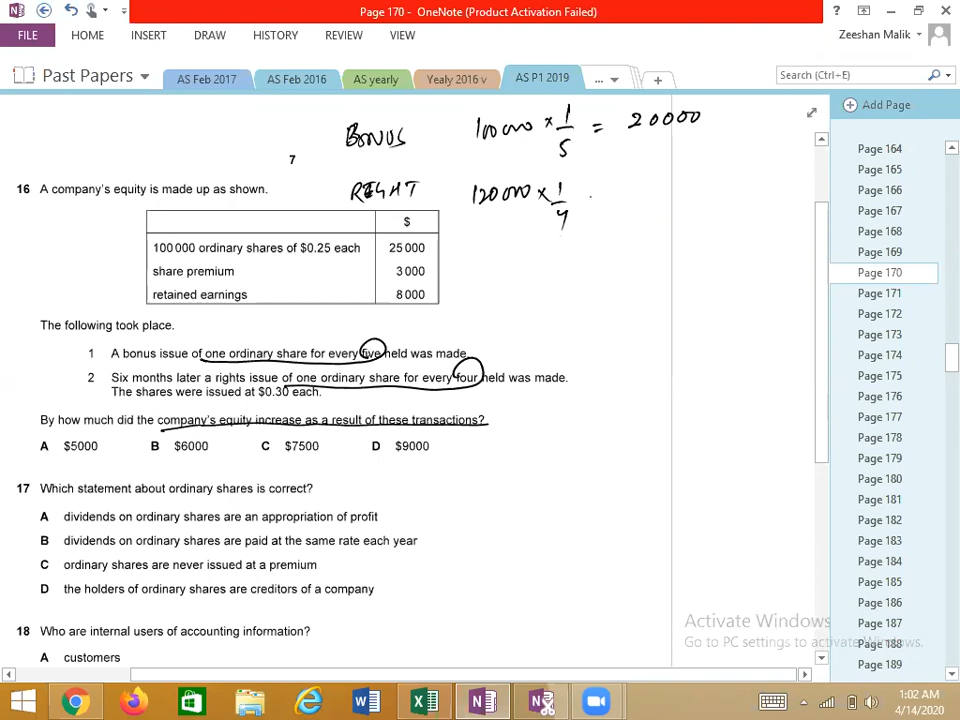 Page 170 - OneNote (Product Activation Failed)
FILE HOME INSERT DRAW HISTORY REVIEW VIEW Zeeshan Malik
Past Papers AS Feb 2017 AS Feb 2016 AS yearly Yealy 2016 v AS P1 2019 ... Search (Ctrl+E)
Add Page
BONUS 100000 × 1/5 = 20000
7
16 A company's equity is made up as shown.
RIGHT 120000 × 1/4
$
100 000 ordinary shares of $0.25 each 25 000
share premium 3 000
retained earnings 8 000
The following took place.
1 A bonus issue of one ordinary share for every five held was made.
2 Six months later a rights issue of one ordinary share for every four held was made.
The shares were issued at $0.30 each.
By how much did the company's equity increase as a result of these transactions?
A $5000 B $6000 C $7500 D $9000
17 Which statement about ordinary shares is correct?
A dividends on ordinary shares are an appropriation of profit
B dividends on ordinary shares are paid at the same rate each year
C ordinary shares are never issued at a premium
D the holders of ordinary shares are creditors of a company
18 Who are internal users of accounting information?
A customers
Page 164
Page 165
Page 166
Page 167
Page 168
Page 169
Page 170
Page 171
Page 172
Page 173
Page 174
Page 175
Page 176
Page 177
Page 178
Page 179
Page 180
Page 181
Page 182
Page 183
Page 184
Page 185
Page 186
Page 187
Page 188
Page 189
Activate Windows
Go to PC settings to activate Windows.
1:02 AM
4/14/2020